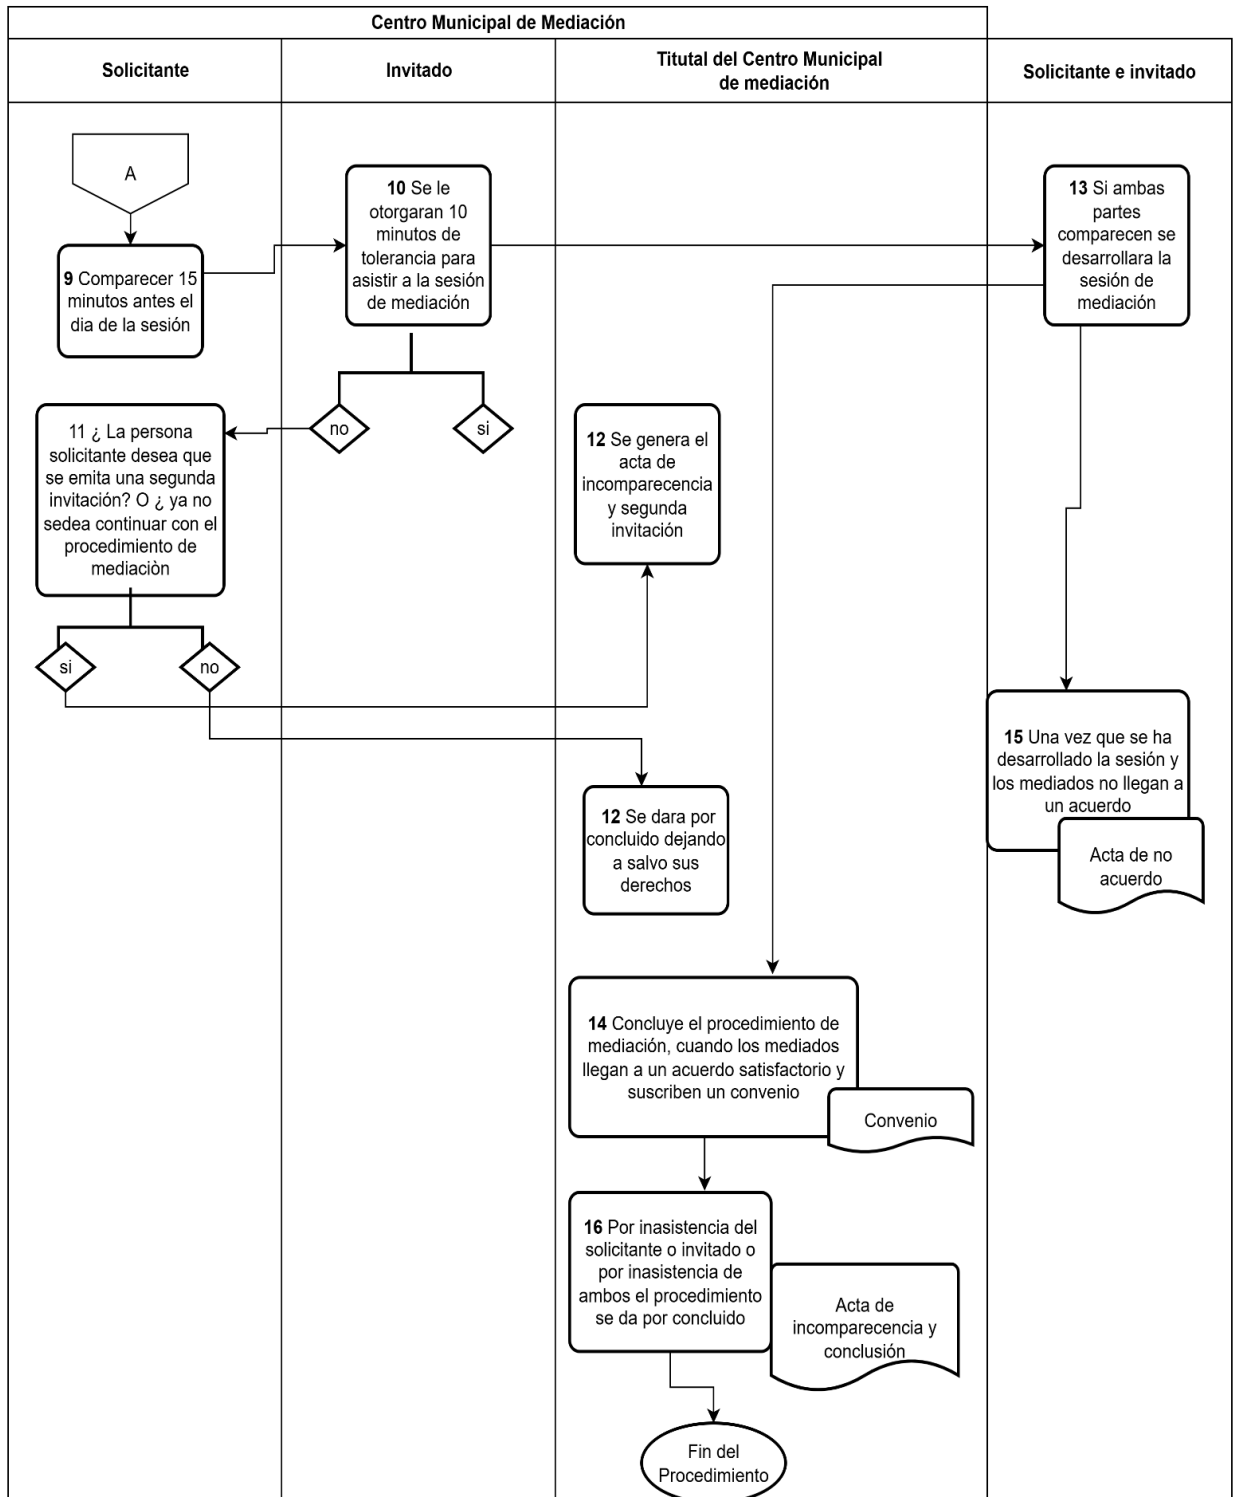 Centro Municipal de Mediación
Solicitante
Invitado
Titutal del Centro Municipal
de mediación
Solicitante e invitado
A
9 Comparecer 15
minutos antes el
dia de la sesión
10 Se le
otorgaran 10
minutos de
tolerancia para
asistir a la sesión
de mediación
13 Si ambas
partes
comparecen se
desarrollara la
sesión de
mediación
no
si
11 ¿ La persona
solicitante desea que
se emita una segunda
invitación? O ¿ ya no
sedea continuar con el
procedimiento de
mediaciòn
12 Se genera el
acta de
incomparecencia
y segunda
invitación
si
no
12 Se dara por
concluido dejando
a salvo sus
derechos
15 Una vez que se ha
desarrollado la sesión y
los mediados no llegan a
un acuerdo
Acta de no
acuerdo
14 Concluye el procedimiento de
mediación, cuando los mediados
llegan a un acuerdo satisfactorio y
suscriben un convenio
Convenio
16 Por inasistencia del
solicitante o invitado o
por inasistencia de
ambos el procedimiento
se da por concluido
Acta de
incomparecencia y
conclusión
Fin del
Procedimiento